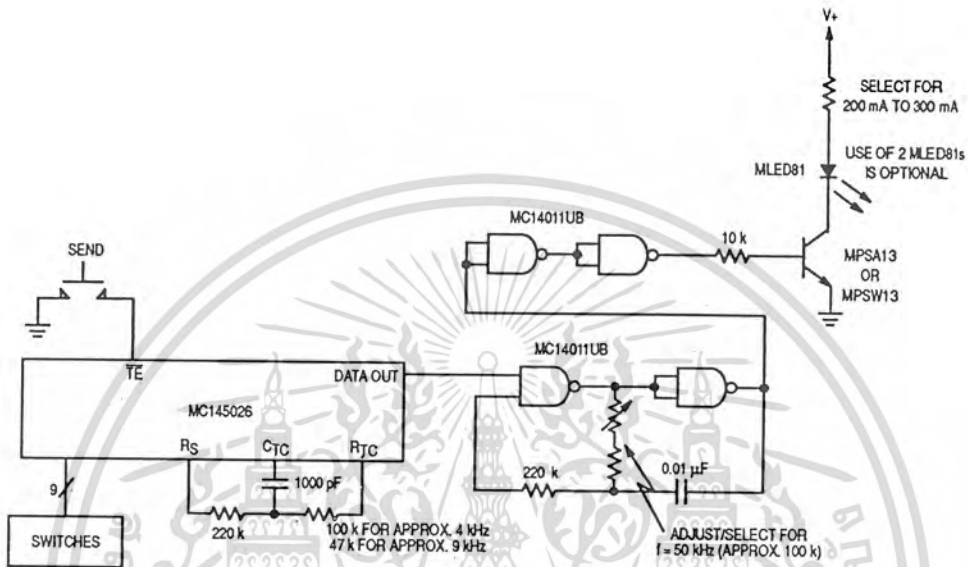 V+
SELECT FOR
200 mA TO 300 mA
MLED81
USE OF 2 MLED81s
IS OPTIONAL
MC14011UB
10 k
MPSA13
OR
MPSW13
SEND
TE
DATA OUT
MC145026
RS
CTC
RTC
MC14011UB
9
SWITCHES
1000 pF
220 k
100 k FOR APPROX. 4 kHz
47 k FOR APPROX. 9 kHz
220 k
0.01 µF
ADJUST/SELECT FOR
f = 50 kHz (APPROX. 100 k)